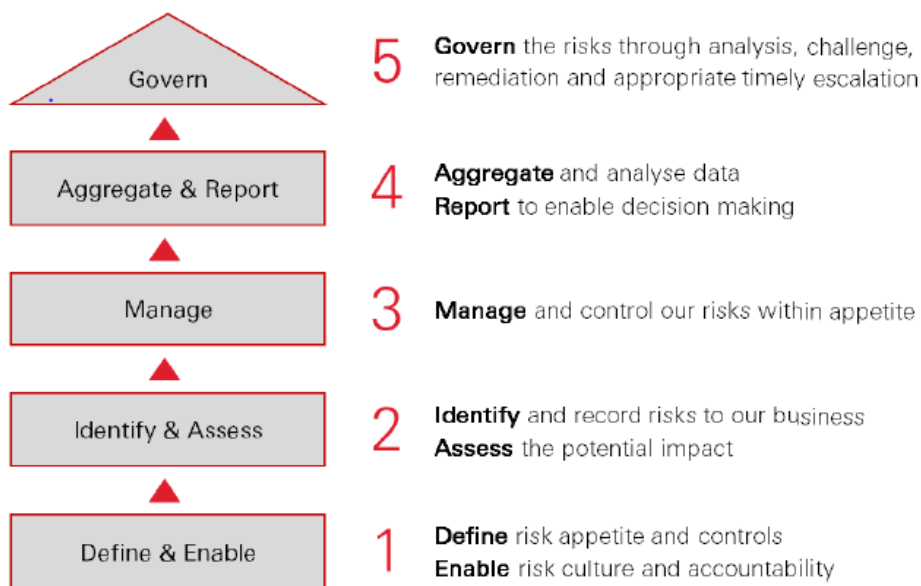 Govern
5
Govern the risks through analysis, challenge,
remediation and appropriate timely escalation
Aggregate & Report
4
Aggregate and analyse data
Report to enable decision making
Manage
3
Manage and control our risks within appetite
Identify & Assess
2
Identify and record risks to our business
Assess the potential impact
Define & Enable
1
Define risk appetite and controls
Enable risk culture and accountability